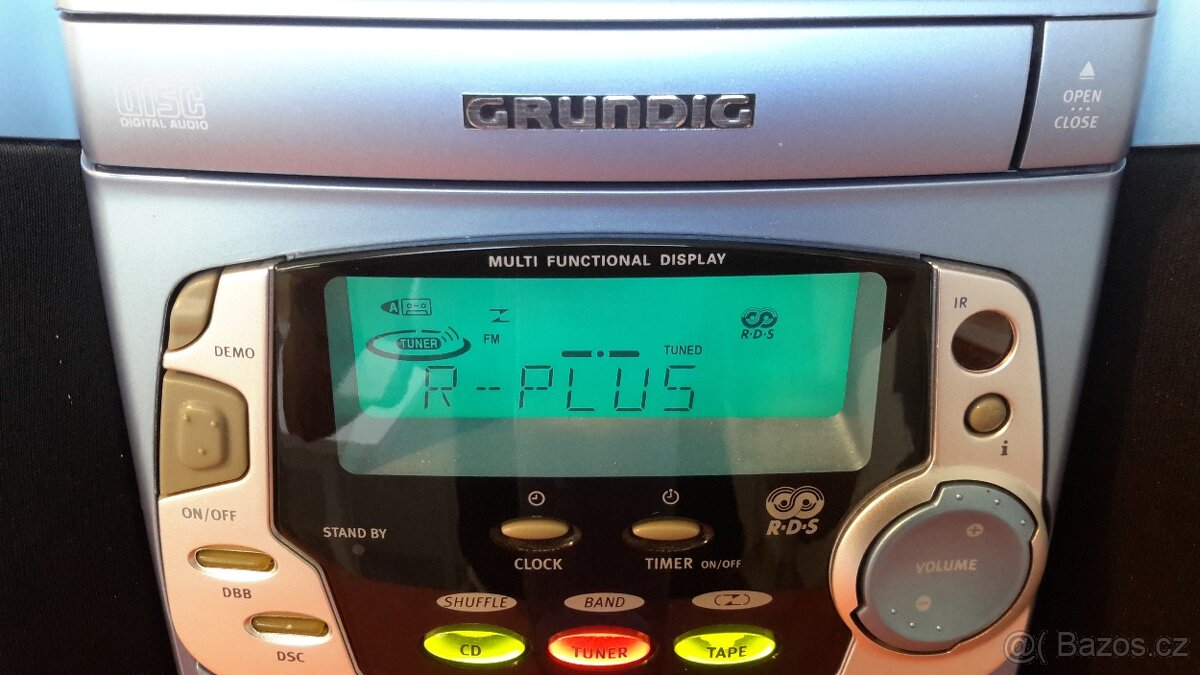 DISC
DIGITAL AUDIO
GRUNDIG
OPEN
CLOSE
MULTI FUNCTIONAL DISPLAY
IR
A
TUNER
FM
TUNED
R·D·S
R-PLUS
DEMO
i
ON/OFF
STAND BY
CLOCK
TIMER ON/OFF
R·D·S
VOLUME
DBB
SHUFFLE
BAND
DSC
CD
TUNER
TAPE
@( Bazos.cz